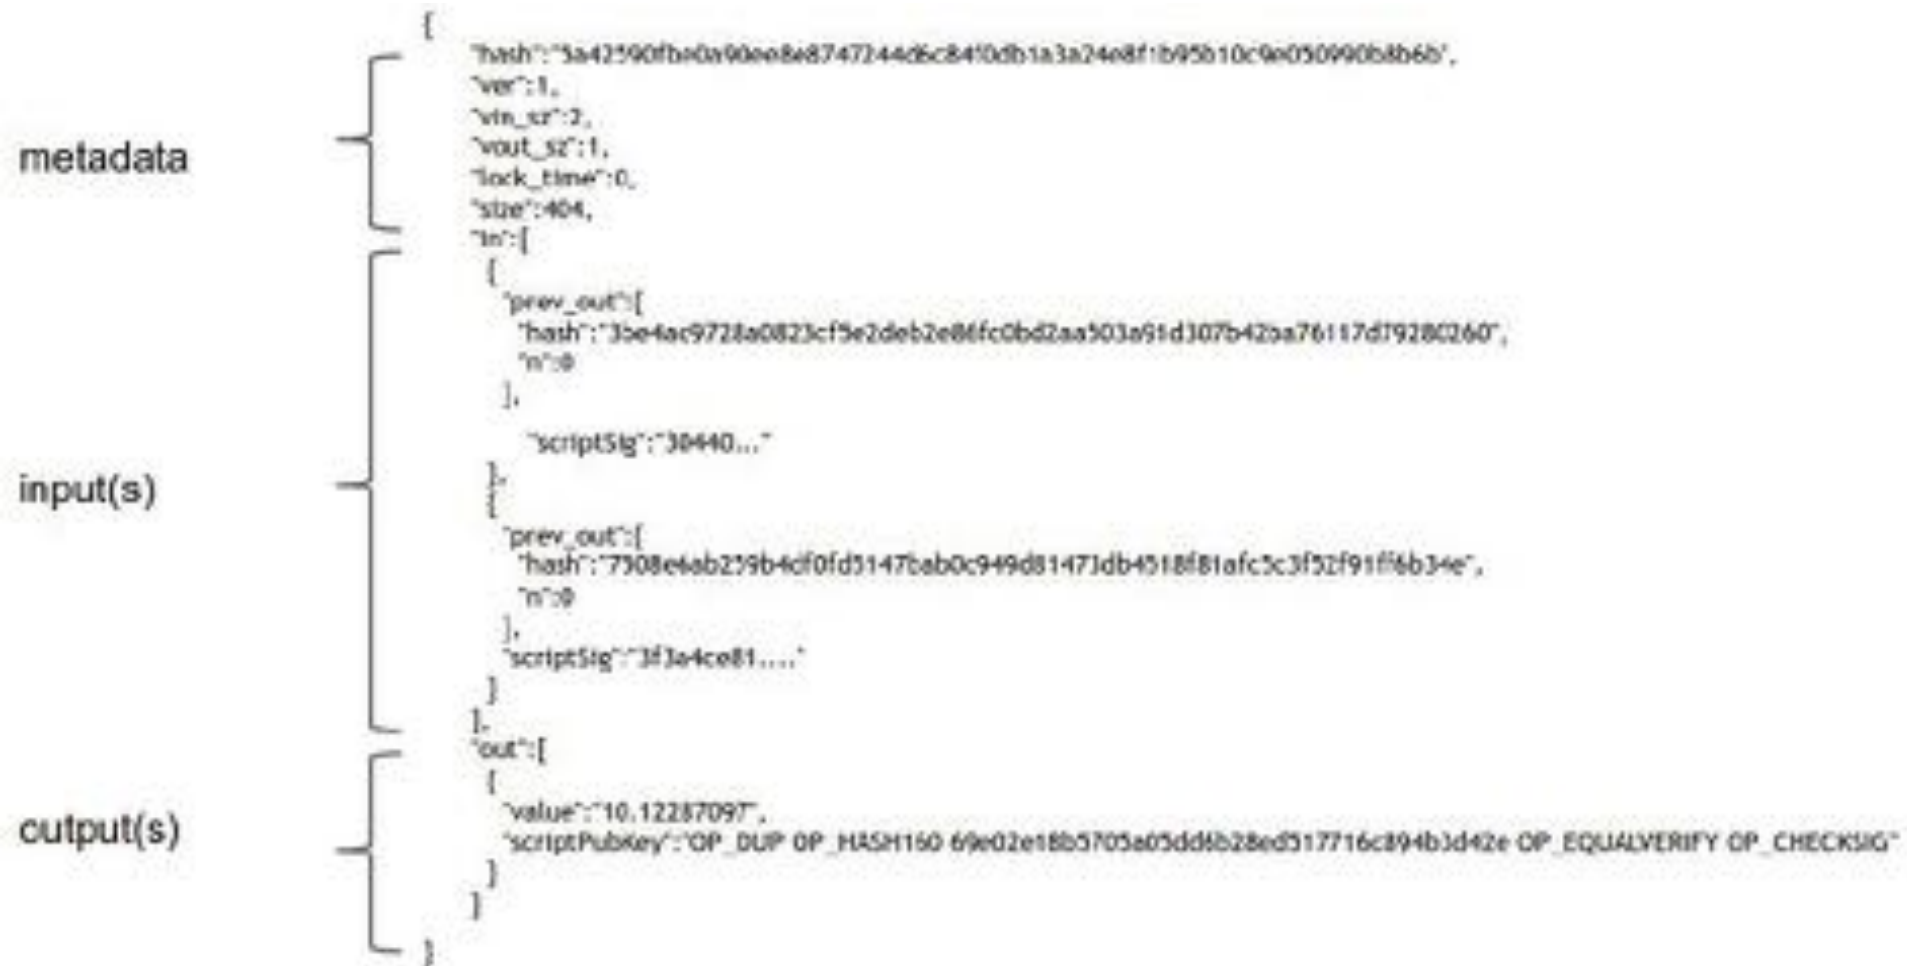 {
"hash":"5a42590fbe0a90ee8e8747244d6c84f0db1a3a24e8f1b95b10c9e050990b8b6b",
"ver":1,
"vin_sz":2,
"vout_sz":1,
metadata
"lock_time":0,
"size":404,
"in":[
{
"prev_out":{
"hash":"3be4ac9728a0823cf5e2deb2e86fc0bd2aa503a91d307b42ba76117d79280260",
"n":0
},
"scriptSig":"30440..."
},
input(s)
{
"prev_out":{
"hash":"7508e6ab259b4df0fd5147bab0c949d81473db4518f81afc5c3f52f91ff6b34e",
"n":0
},
"scriptSig":"3f3a4ce81...."
}
],
"out":[
{
"value":"10.12287097",
output(s)
"scriptPubKey":"OP_DUP OP_HASH160 69e02e18b5705a05dd6b28ed517716c894b3d42e OP_EQUALVERIFY OP_CHECKSIG"
}
]
}